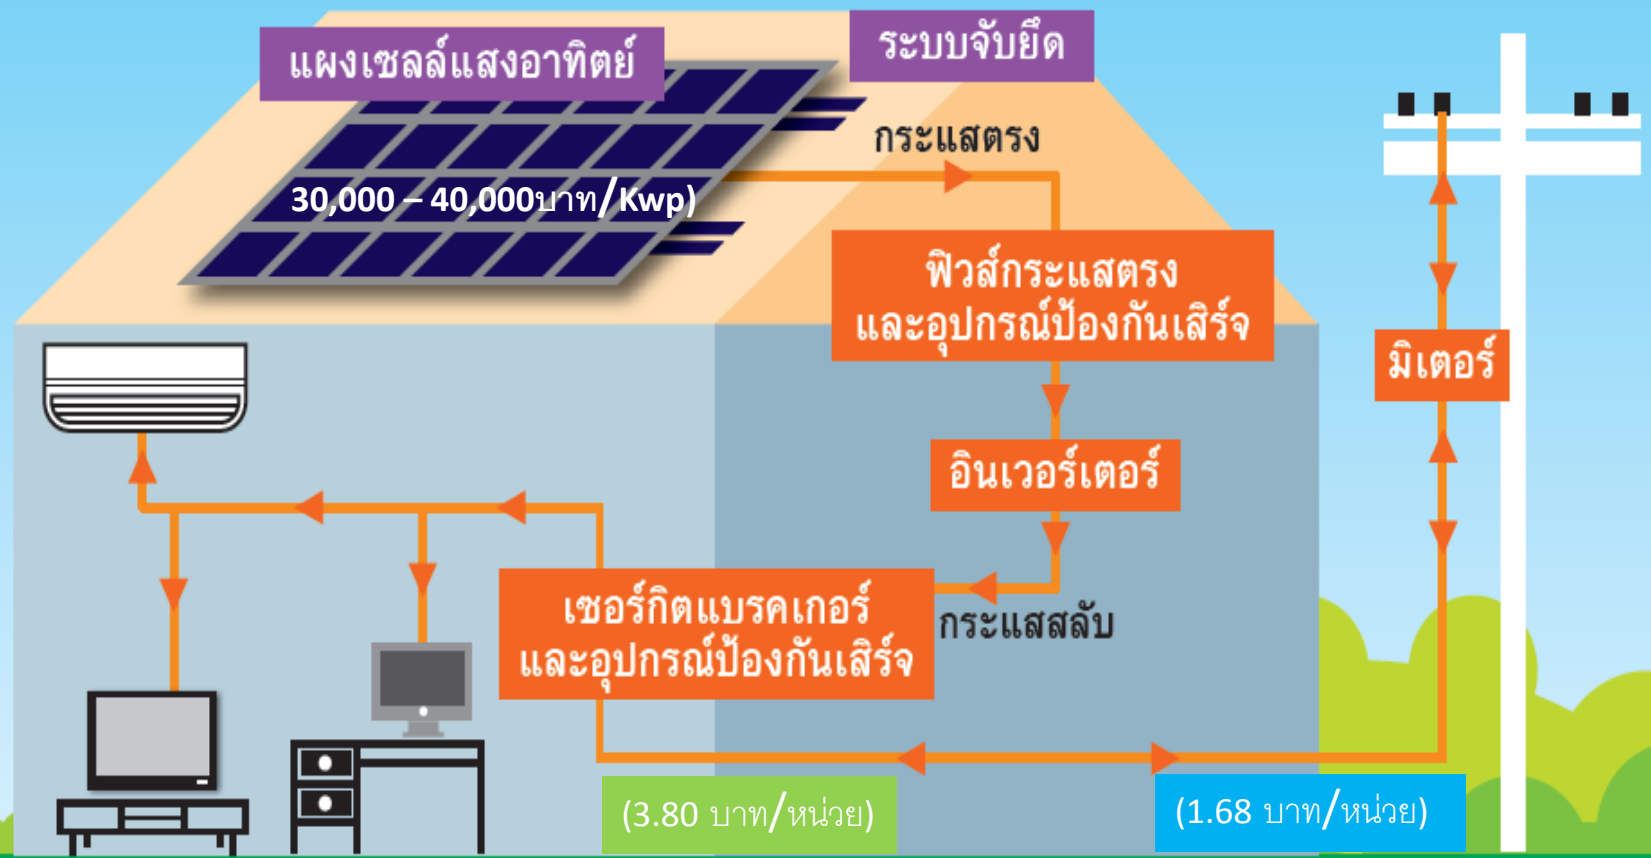 แผงเซลล์แสงอาทิตย์
ระบบจับยึด
กระแสตรง
30,000 – 40,000บาท/Kwp)
ฟิวส์กระแสตรง
และอุปกรณ์ป้องกันเสิร์จ
มิเตอร์
อินเวอร์เตอร์
เซอร์กิตแบรคเกอร์
และอุปกรณ์ป้องกันเสิร์จ
กระแสสลับ
(3.80 บาท/หน่วย)
(1.68 บาท/หน่วย)